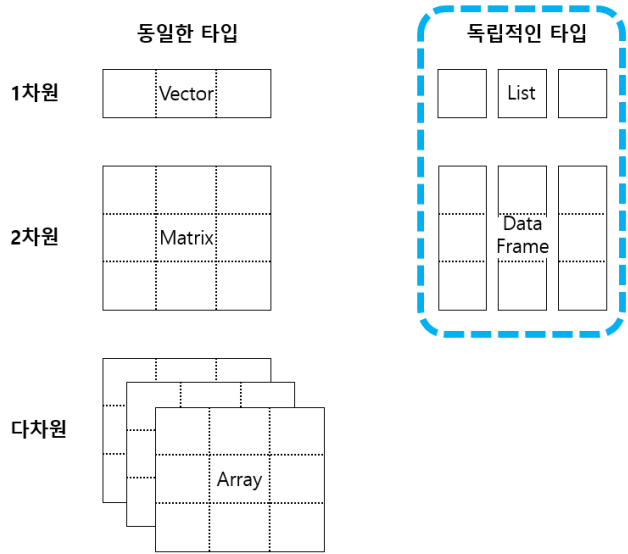 동일한 타입
독립적인 타입
1차원
Vector
List
2차원
Matrix
Data
Frame
다차원
Array